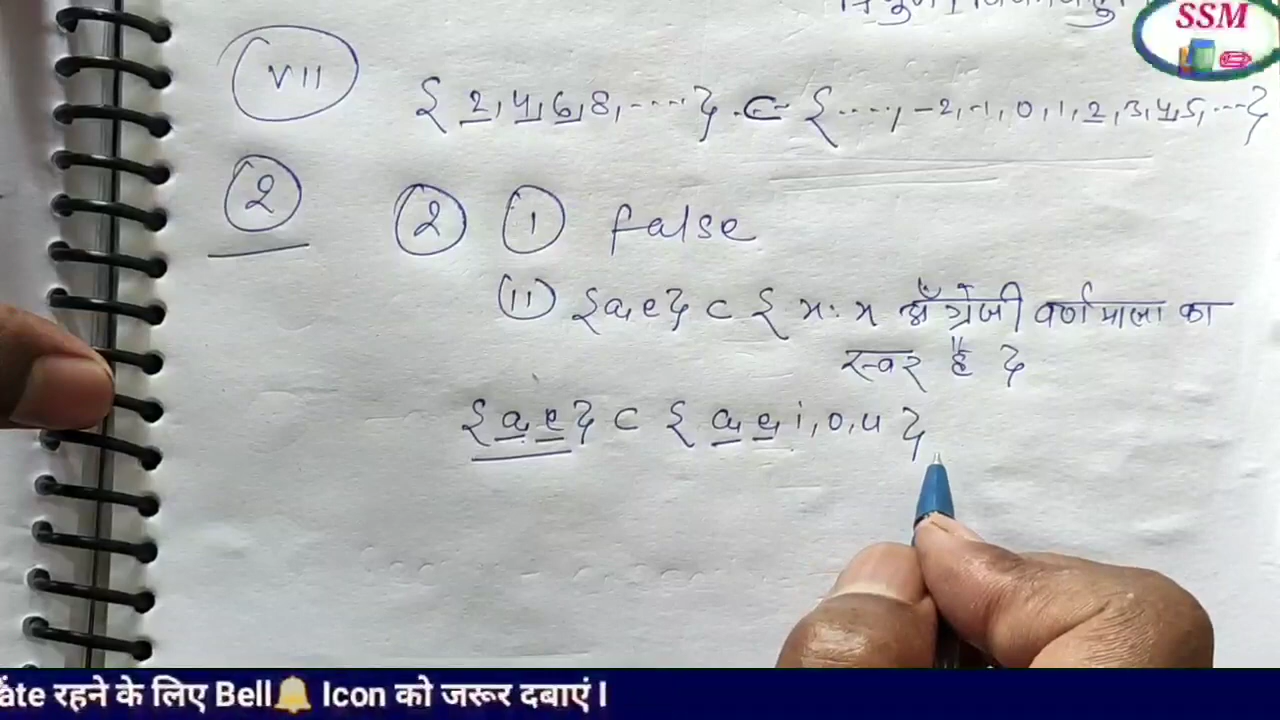 SSM
VII { 2, 4, 6, 8, ---- } ⊂ { ...., -2, -1, 0, 1, 2, 3, 4, 5, ---- }
2 2 1 false
(11) {a, e} ⊂ { x : x अँग्रेजी वर्णमाला का
स्वर है }
{ a, e } ⊂ { a, e, i, o, u }
रहने के लिए Bell🔔 Icon को जरूर दबाएं l